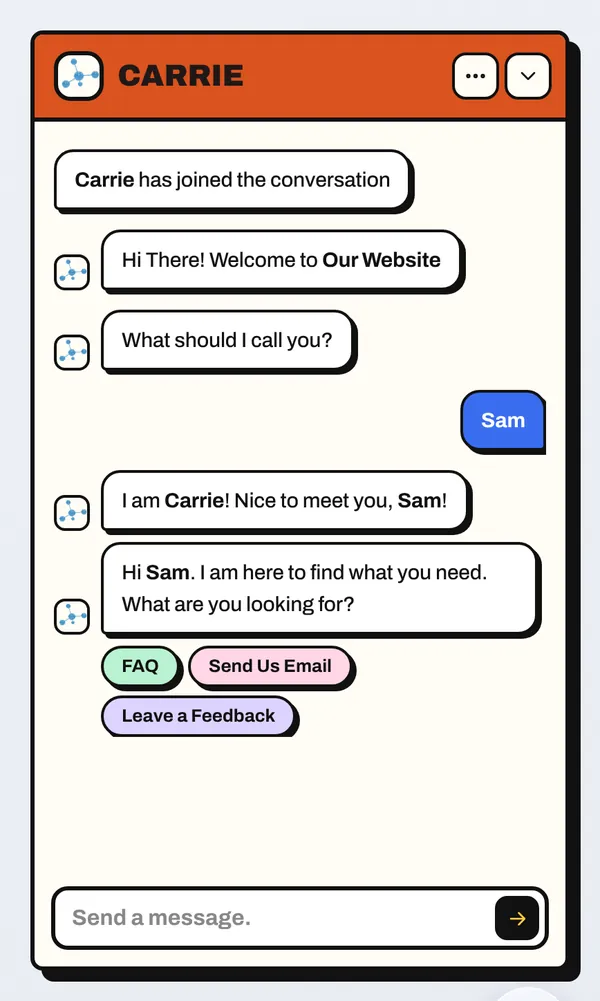 CARRIE
Carrie has joined the conversation
Hi There! Welcome to Our Website
What should I call you?
Sam
I am Carrie! Nice to meet you, Sam!
Hi Sam. I am here to find what you need.
What are you looking for?
FAQ Send Us Email
Leave a Feedback
Send a message.